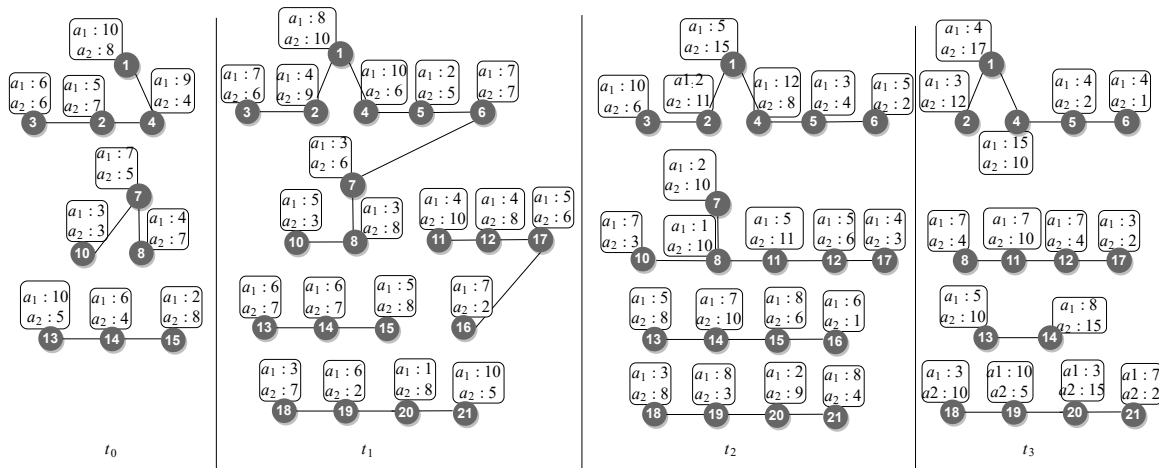 a₁ : 10
a₂ : 8
1
a₁ : 6
a₂ : 6
3
a₁ : 5
a₂ : 7
2
a₁ : 9
a₂ : 4
4
a₁ : 7
a₂ : 5
7
a₁ : 3
a₂ : 3
10
a₁ : 4
a₂ : 7
8
a₁ : 10
a₂ : 5
13
a₁ : 6
a₂ : 4
14
a₁ : 2
a₂ : 8
15
t₀
a₁ : 8
a₂ : 10
1
a₁ : 7
a₂ : 6
3
a₁ : 4
a₂ : 9
2
a₁ : 10
a₂ : 6
4
a₁ : 2
a₂ : 5
5
a₁ : 7
a₂ : 7
6
a₁ : 3
a₂ : 6
7
a₁ : 5
a₂ : 3
10
a₁ : 3
a₂ : 8
8
a₁ : 4
a₂ : 10
11
a₁ : 4
a₂ : 8
12
a₁ : 5
a₂ : 6
17
a₁ : 6
a₂ : 7
13
a₁ : 6
a₂ : 7
14
a₁ : 5
a₂ : 8
15
a₁ : 7
a₂ : 2
16
a₁ : 3
a₂ : 7
18
a₁ : 6
a₂ : 2
19
a₁ : 1
a₂ : 8
20
a₁ : 10
a₂ : 5
21
t₁
a₁ : 5
a₂ : 15
1
a₁ : 10
a₂ : 6
3
a1.2
a₂ : 11
2
a₁ : 12
a₂ : 8
4
a₁ : 3
a₂ : 4
5
a₁ : 5
a₂ : 2
6
a₁ : 2
a₂ : 10
7
a₁ : 7
a₂ : 3
10
a₁ : 1
a₂ : 10
8
a₁ : 5
a₂ : 11
11
a₁ : 5
a₂ : 6
12
a₁ : 4
a₂ : 3
17
a₁ : 5
a₂ : 8
13
a₁ : 7
a₂ : 10
14
a₁ : 8
a₂ : 6
15
a₁ : 6
a₂ : 1
16
a₁ : 3
a₂ : 8
18
a₁ : 8
a₂ : 3
19
a₁ : 2
a₂ : 9
20
a₁ : 8
a₂ : 4
21
t₂
a₁ : 4
a₂ : 17
1
a₁ : 3
a₂ : 12
2
4
a₁ : 15
a₂ : 10
a₁ : 4
a₂ : 2
5
a₁ : 4
a₂ : 1
6
a₁ : 7
a₂ : 4
8
a₁ : 7
a₂ : 10
11
a₁ : 7
a₂ : 4
12
a₁ : 3
a₂ : 2
17
a₁ : 5
a₂ : 10
13
a₁ : 8
a₂ : 15
14
a1 : 3
a2 : 10
18
a1 : 10
a2 : 5
19
a1 : 3
a2 : 15
20
a1 : 7
a2 : 2
21
t₃